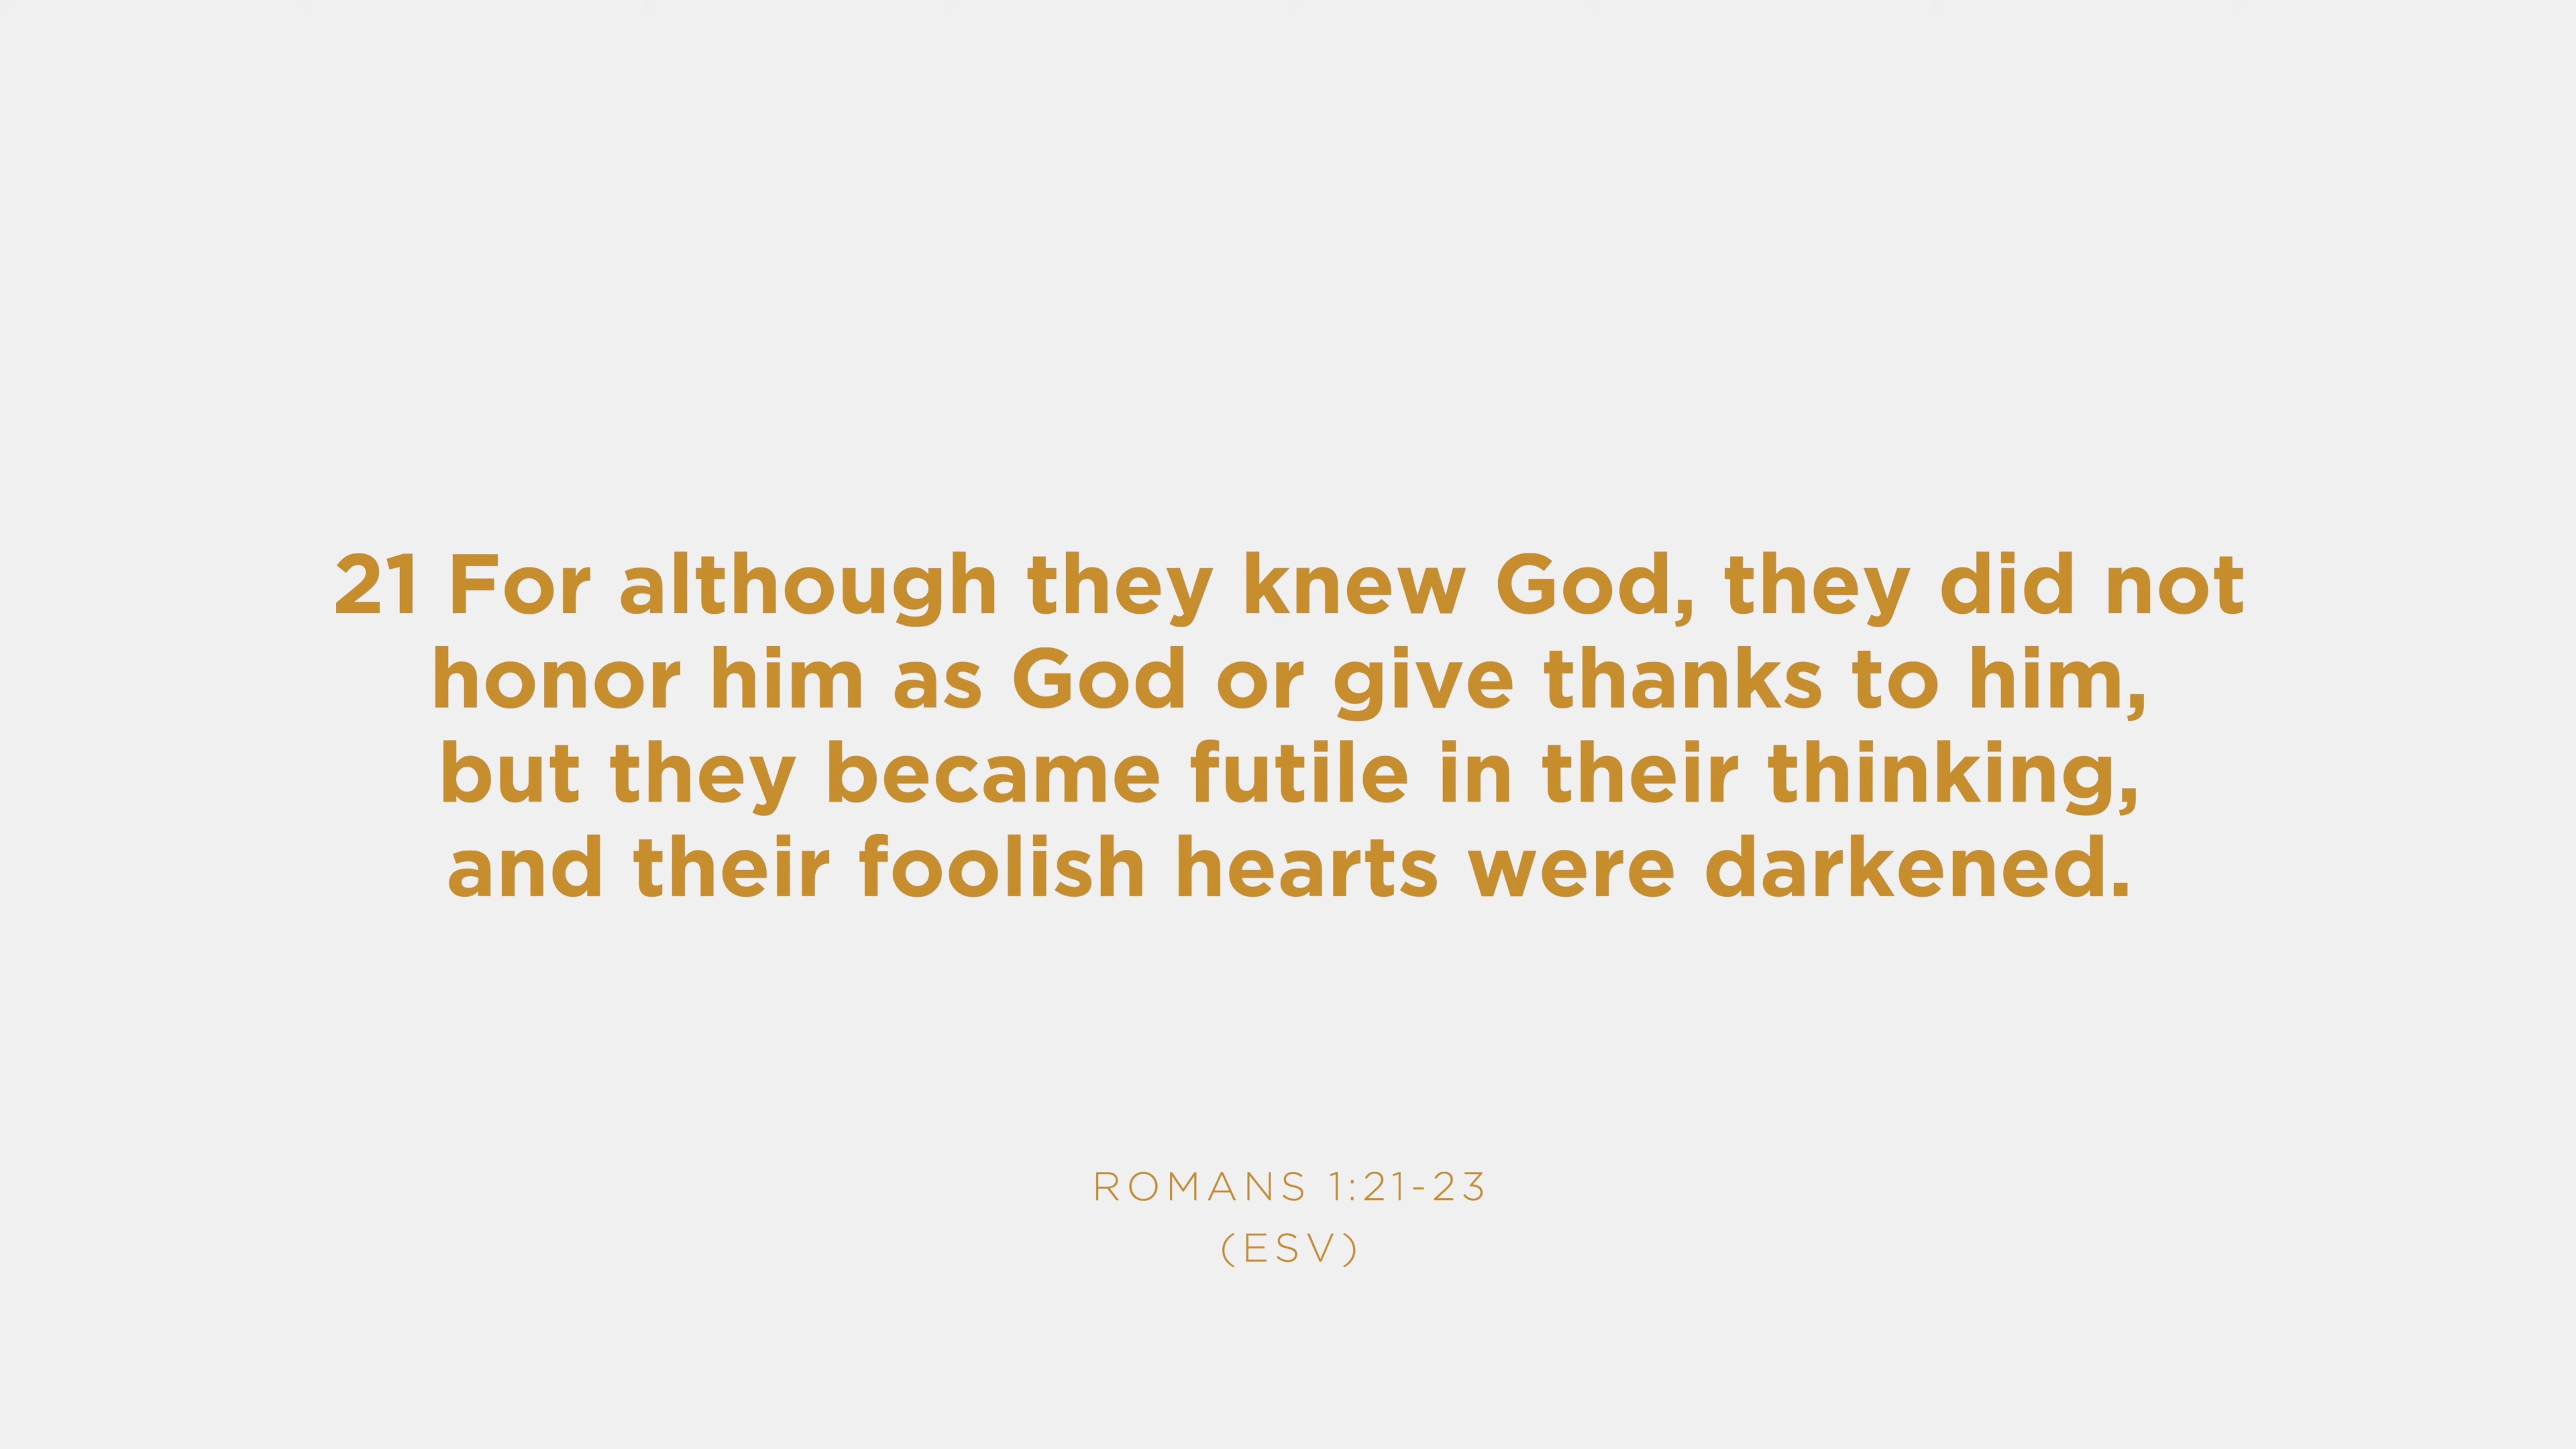 21 For although they knew God, they did not
honor him as God or give thanks to him,
but they became futile in their thinking,
and their foolish hearts were darkened.
ROMANS 1:21-23
(ESV)